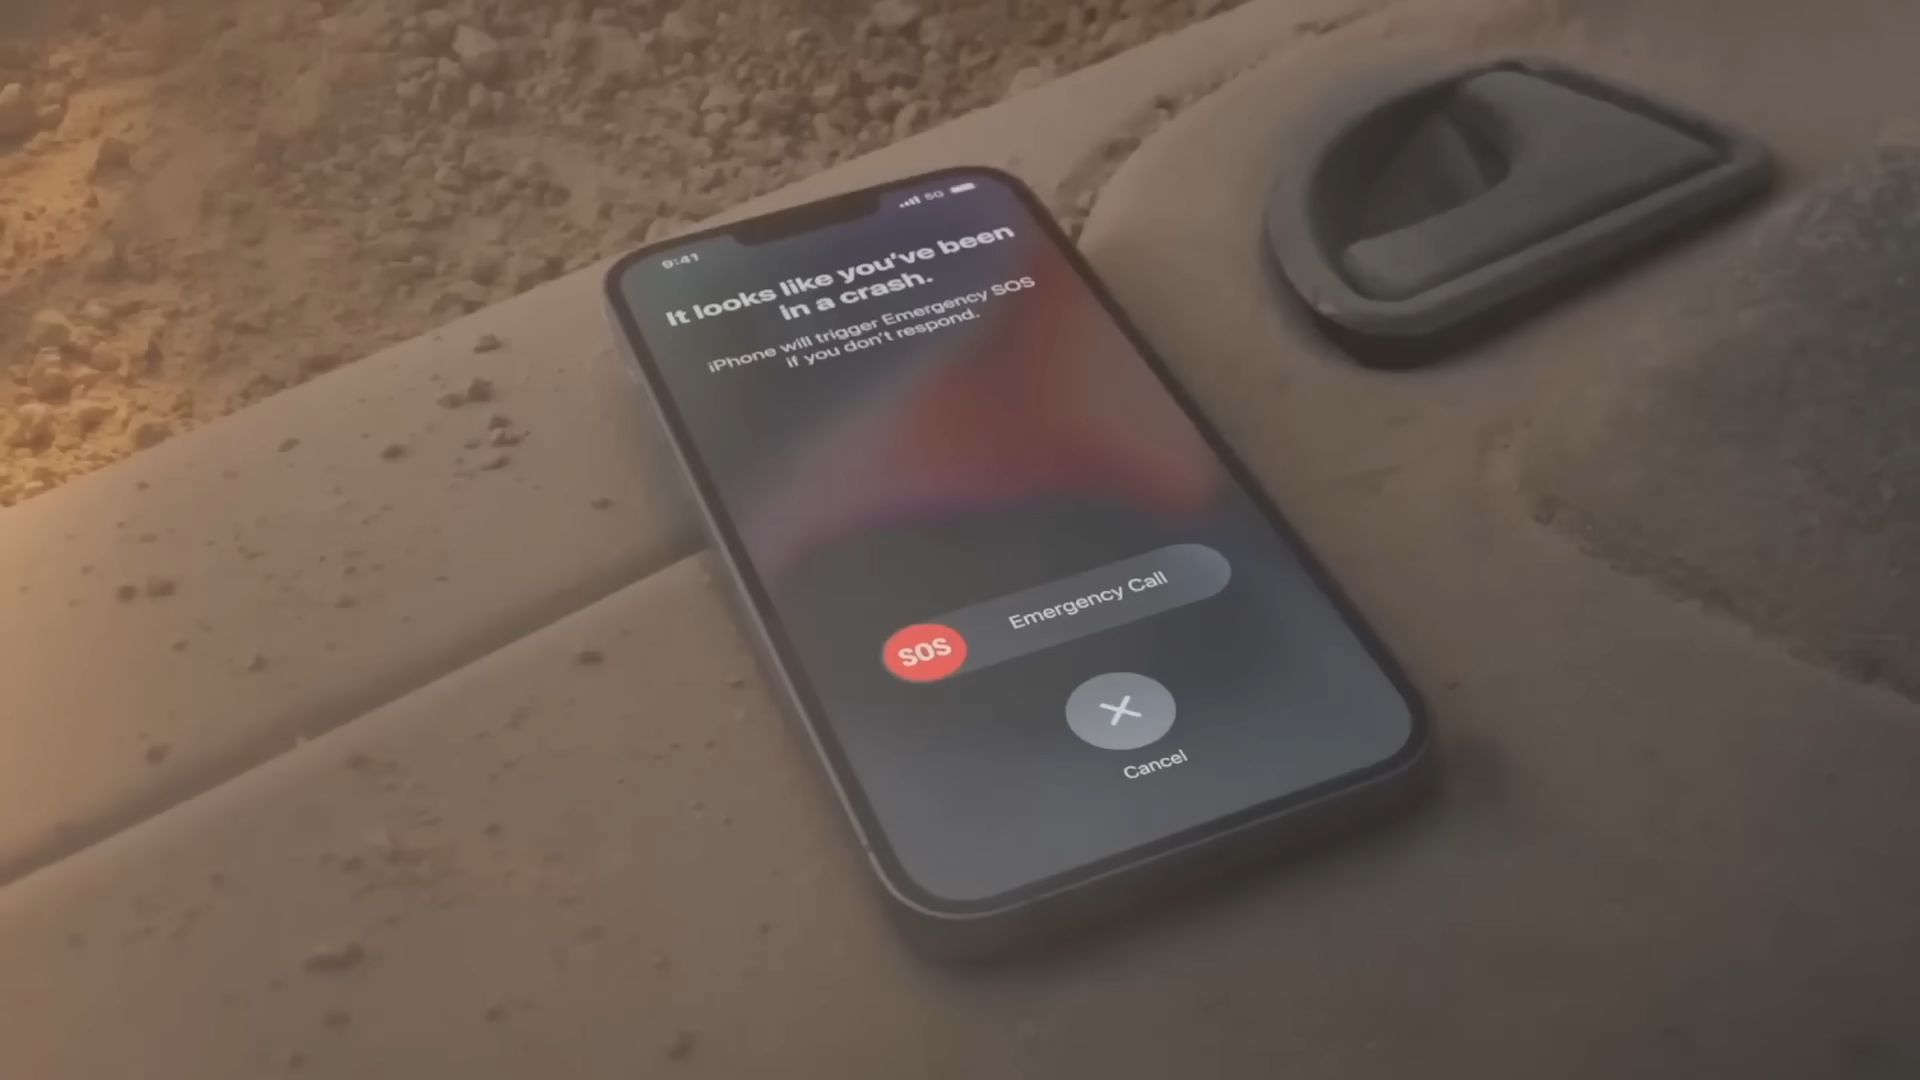 9:41
5G
It looks like you've been
in a crash.
iPhone will trigger Emergency SOS
if you don't respond.
SOS
Emergency Call
Cancel